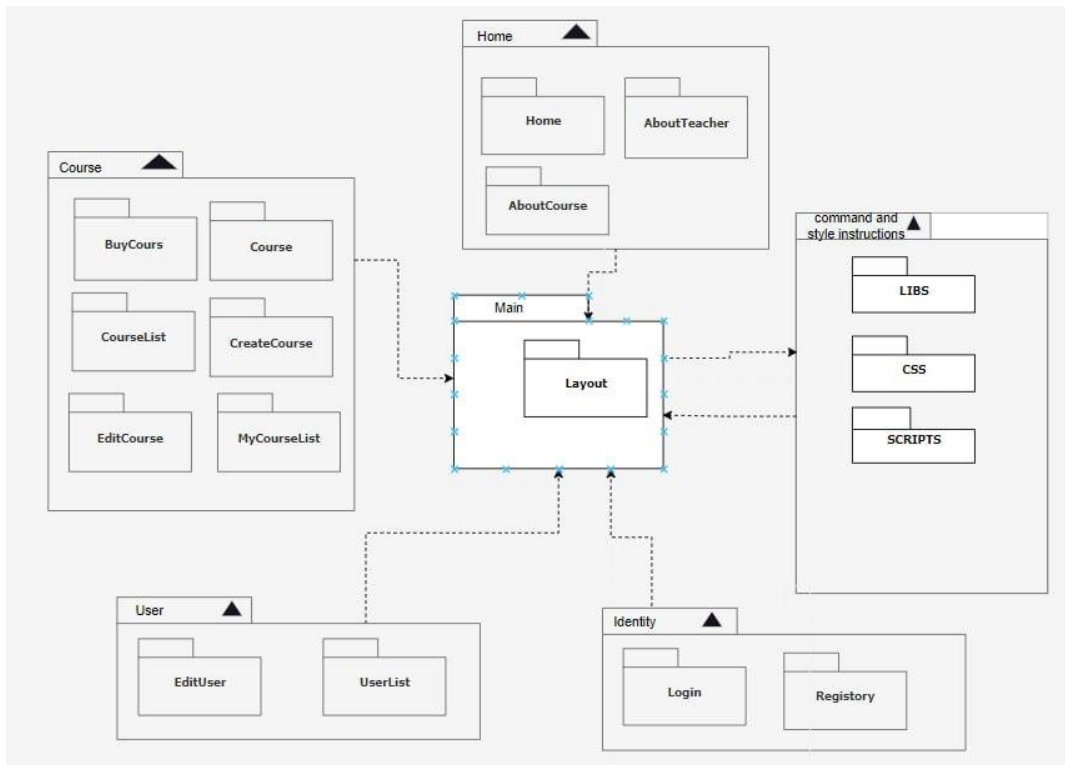 Home
Home
AboutTeacher
AboutCourse
Course
BuyCours
Course
CourseList
CreateCourse
EditCourse
MyCourseList
command and
style instructions
LIBS
CSS
SCRIPTS
Main
Layout
User
EditUser
UserList
Identity
Login
Registory